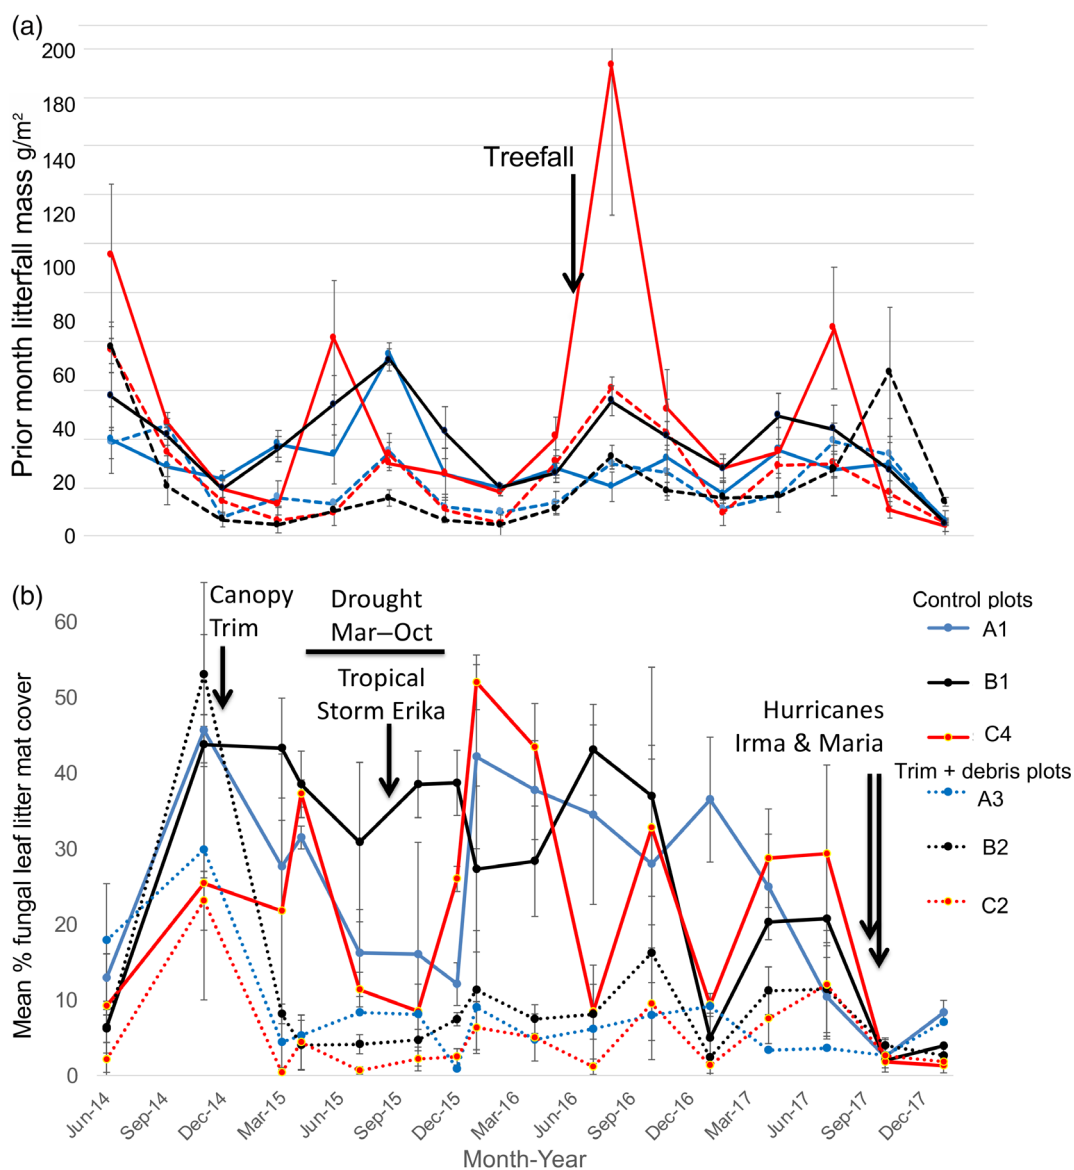 (a)
Prior month litterfall mass g/m²
200
180
140
120
100
80
60
40
20
0
Treefall
(b)
Mean % fungal leaf litter mat cover
60
50
40
30
20
10
0
Canopy
Trim
Drought
Mar–Oct
Tropical
Storm Erika
Hurricanes
Irma & Maria
Control plots
A1
B1
C4
Trim + debris plots
A3
B2
C2
Jun-14
Sep-14
Dec-14
Mar-15
Jun-15
Sep-15
Dec-15
Mar-16
Jun-16
Sep-16
Dec-16
Mar-17
Jun-17
Sep-17
Dec-17
Month-Year